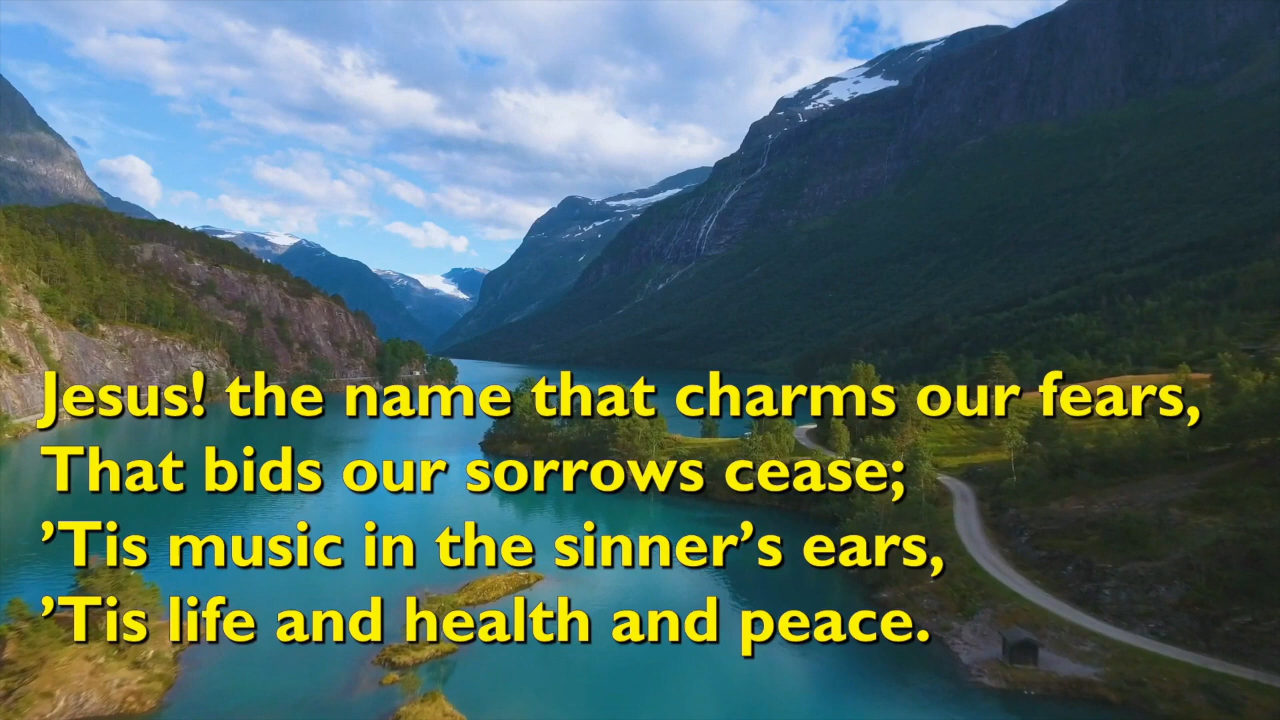 Jesus! the name that charms our fears,
That bids our sorrows cease;
’Tis music in the sinner’s ears,
’Tis life and health and peace.